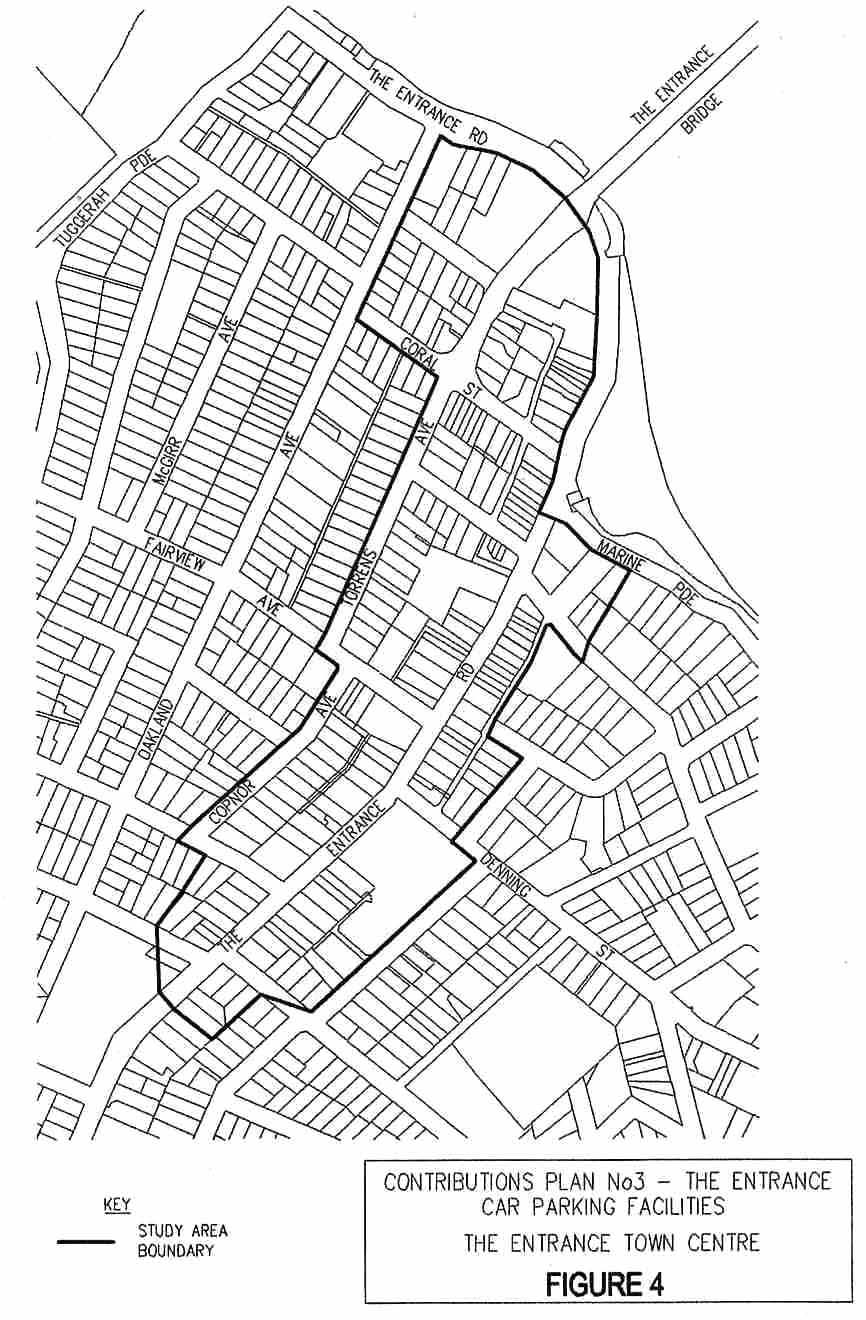 THE ENTRANCE RD
THE ENTRANCE
BRIDGE
TUGGERAH PDE
AVE
CORAL
ST
AVE
McGIRR
AVE
FAIRVIEW
AVE
TORRENS
MARINE
PDE
RD
AVE
OAKLAND
COPNOR
ENTRANCE
DENNING
THE
ST
KEY
STUDY AREA
BOUNDARY
CONTRIBUTIONS PLAN No3 - THE ENTRANCE
CAR PARKING FACILITIES
THE ENTRANCE TOWN CENTRE
FIGURE 4